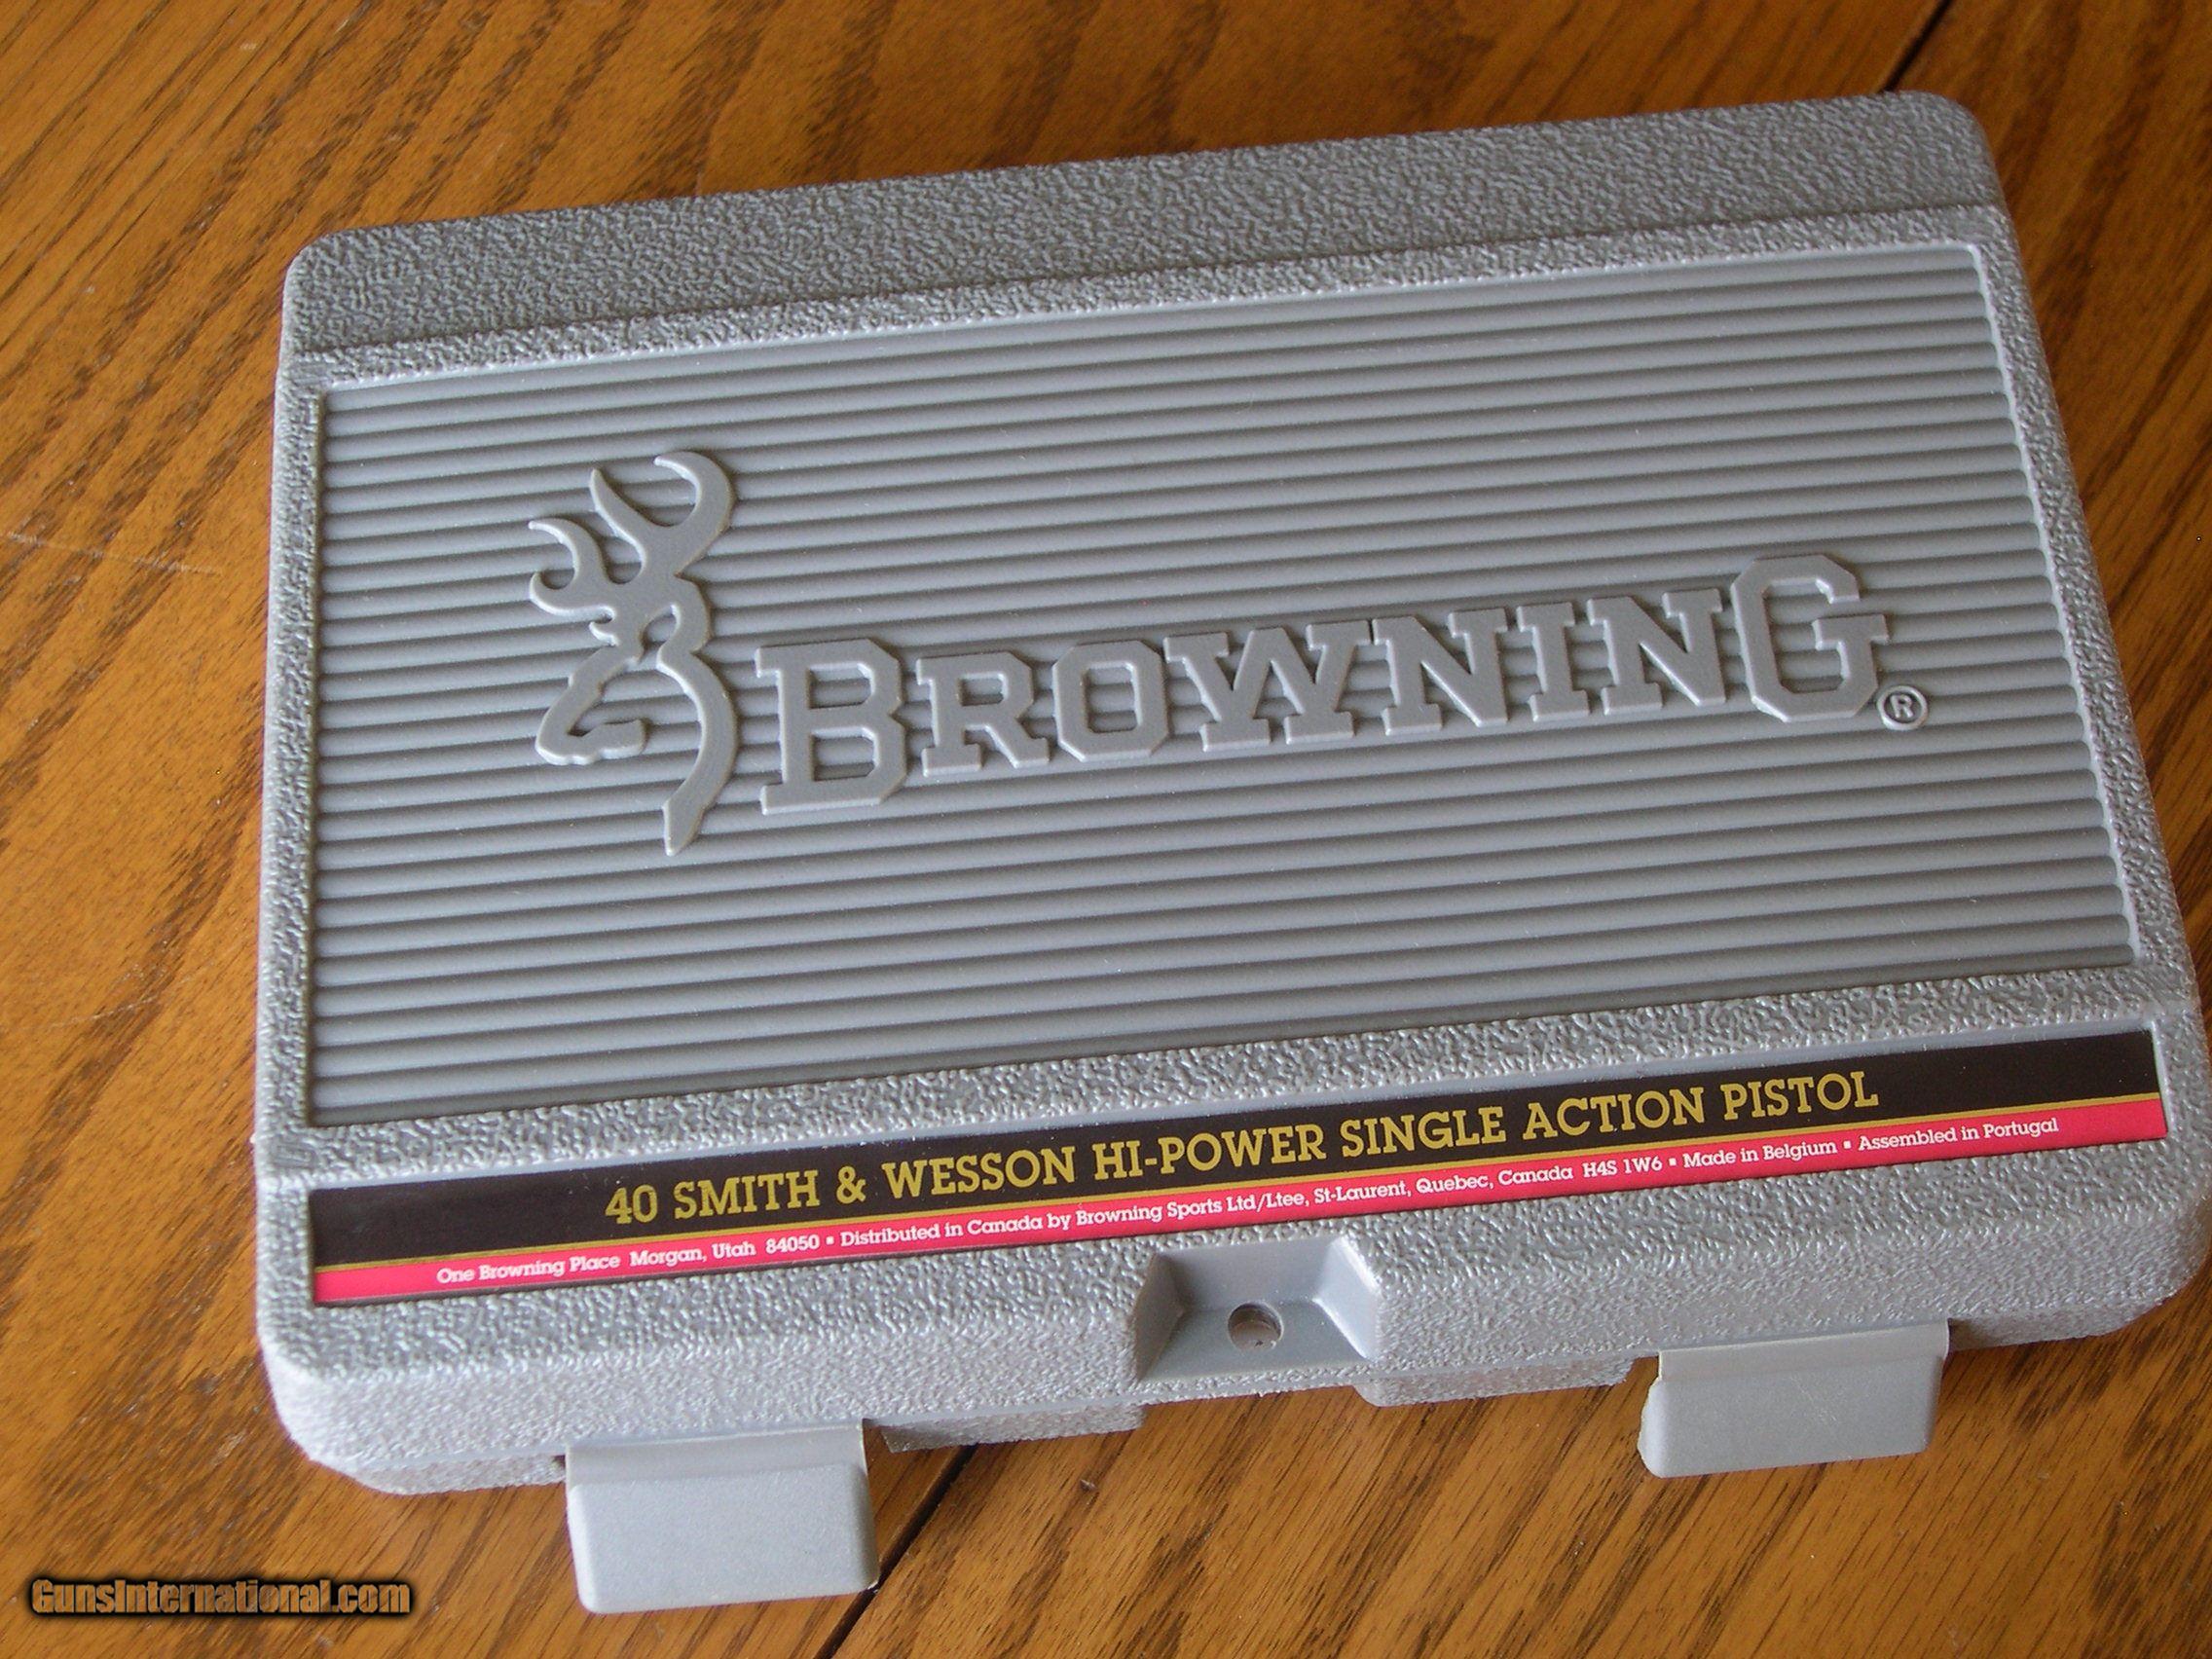 BROWNING®
40 SMITH & WESSON HI-POWER SINGLE ACTION PISTOL
One Browning Place Morgan, Utah 84050 ▪ Distributed in Canada by Browning Sports Ltd/Ltee, St-Laurent, Quebec, Canada H4S 1W6 ▪ Made in Belgium ▪ Assembled in Portugal
GunsInternational.com